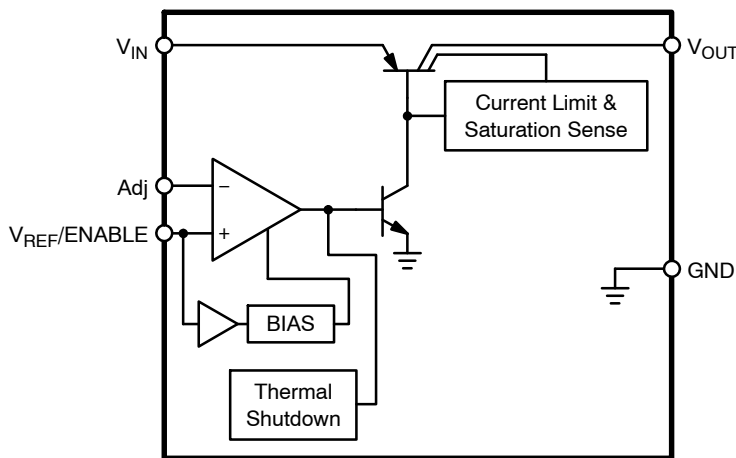 V_IN
V_OUT
Current Limit &
Saturation Sense
Adj
−
V_REF/ENABLE
+
GND
BIAS
Thermal
Shutdown